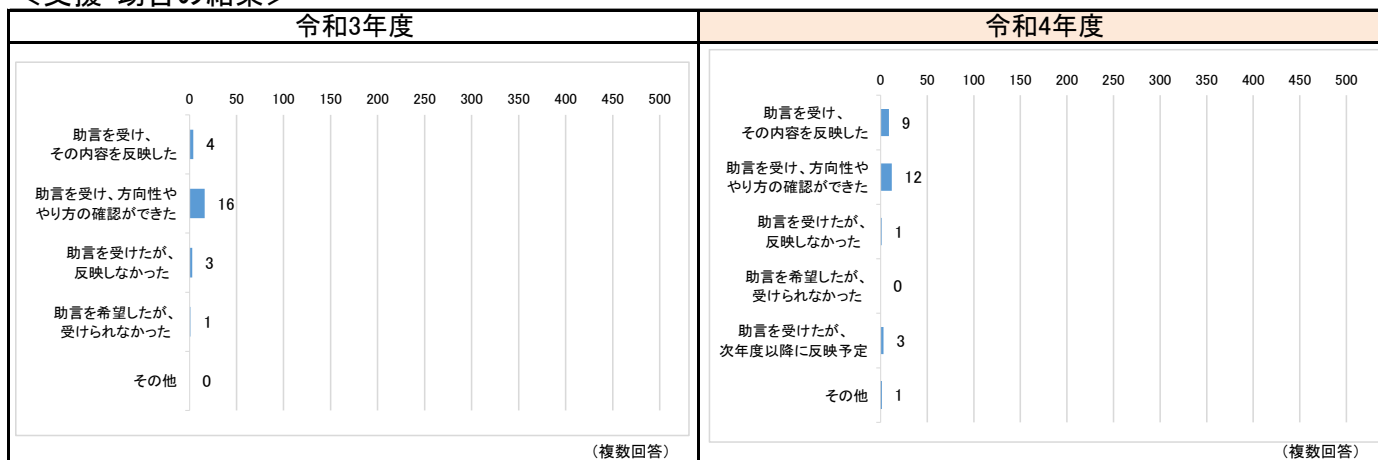 ＜支援・助言の結果＞
令和3年度
0 50 100 150 200 250 300 350 400 450 500
助言を受け、
その内容を反映した
4
助言を受け、方向性や
やり方の確認ができた
16
助言を受けたが、
反映しなかった
3
助言を希望したが、
受けられなかった
1
その他
0
（複数回答）
令和4年度
0 50 100 150 200 250 300 350 400 450 500
助言を受け、
その内容を反映した
9
助言を受け、方向性や
やり方の確認ができた
12
助言を受けたが、
反映しなかった
1
助言を希望したが、
受けられなかった
0
助言を受けたが、
次年度以降に反映予定
3
その他
1
（複数回答）